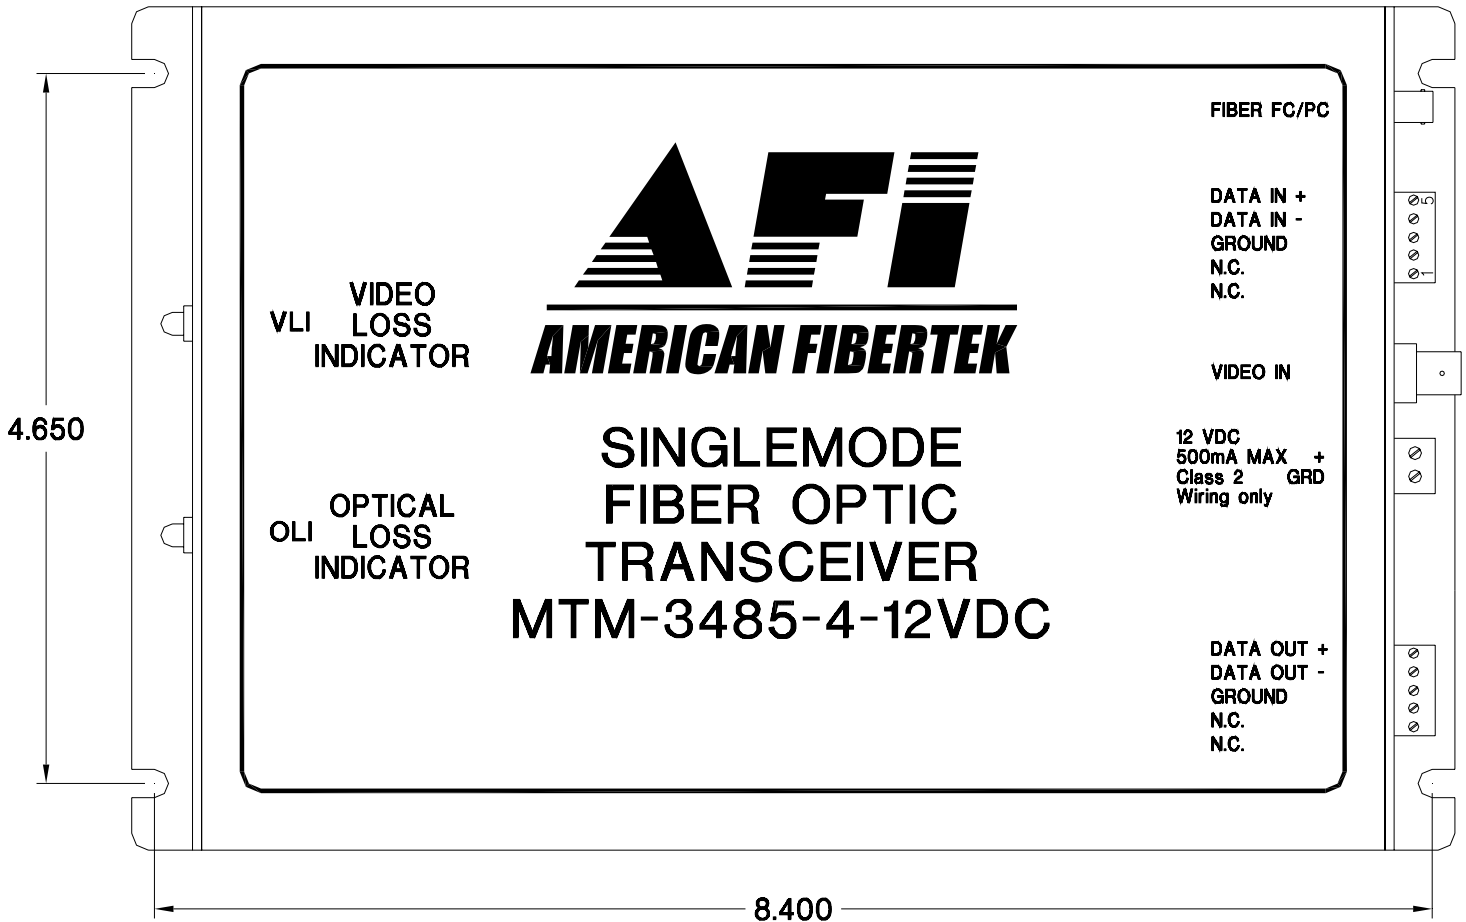 FIBER FC/PC
AFI
DATA IN +
DATA IN -
GROUND
N.C.
N.C.
5
1
VLI
VIDEO
LOSS
INDICATOR
AMERICAN FIBERTEK
VIDEO IN
4.650
SINGLEMODE
FIBER OPTIC
TRANSCEIVER
MTM-3485-4-12VDC
12 VDC
500mA MAX +
Class 2 GRD
Wiring only
OLI
OPTICAL
LOSS
INDICATOR
DATA OUT +
DATA OUT -
GROUND
N.C.
N.C.
8.400